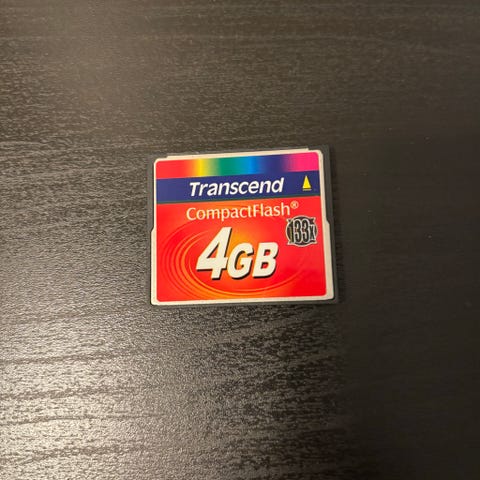 Transcend
CompactFlash®
133x
4GB